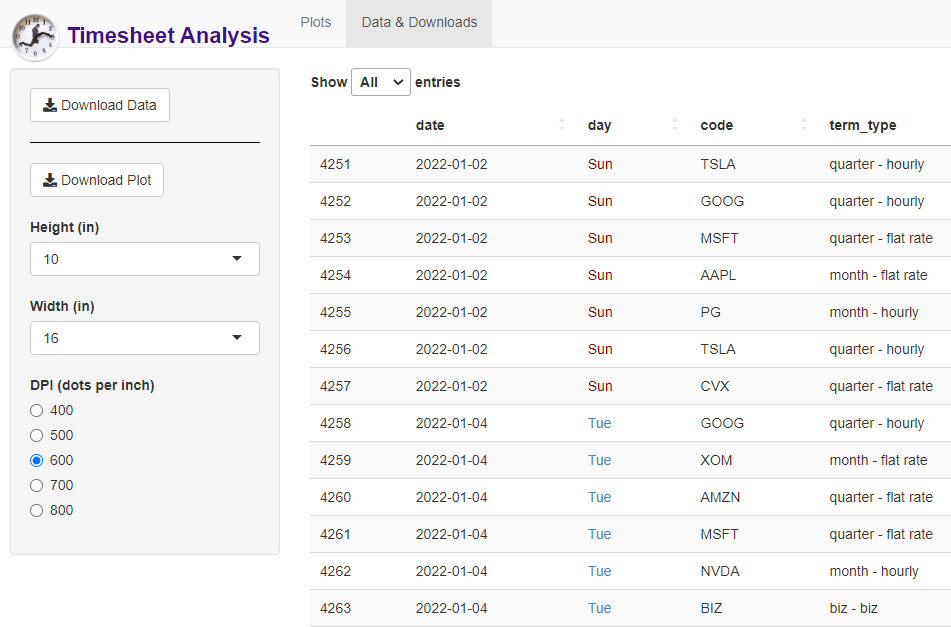 Timesheet Analysis
Plots
Data & Downloads
Download Data
Download Plot
Height (in)
10
Width (in)
16
DPI (dots per inch)
400
500
600
700
800
Show All entries
date day code term_type
4251 2022-01-02 Sun TSLA quarter - hourly
4252 2022-01-02 Sun GOOG quarter - hourly
4253 2022-01-02 Sun MSFT quarter - flat rate
4254 2022-01-02 Sun AAPL month - flat rate
4255 2022-01-02 Sun PG month - hourly
4256 2022-01-02 Sun TSLA quarter - hourly
4257 2022-01-02 Sun CVX quarter - flat rate
4258 2022-01-04 Tue GOOG quarter - hourly
4259 2022-01-04 Tue XOM month - flat rate
4260 2022-01-04 Tue AMZN quarter - flat rate
4261 2022-01-04 Tue MSFT quarter - flat rate
4262 2022-01-04 Tue NVDA month - hourly
4263 2022-01-04 Tue BIZ biz - biz